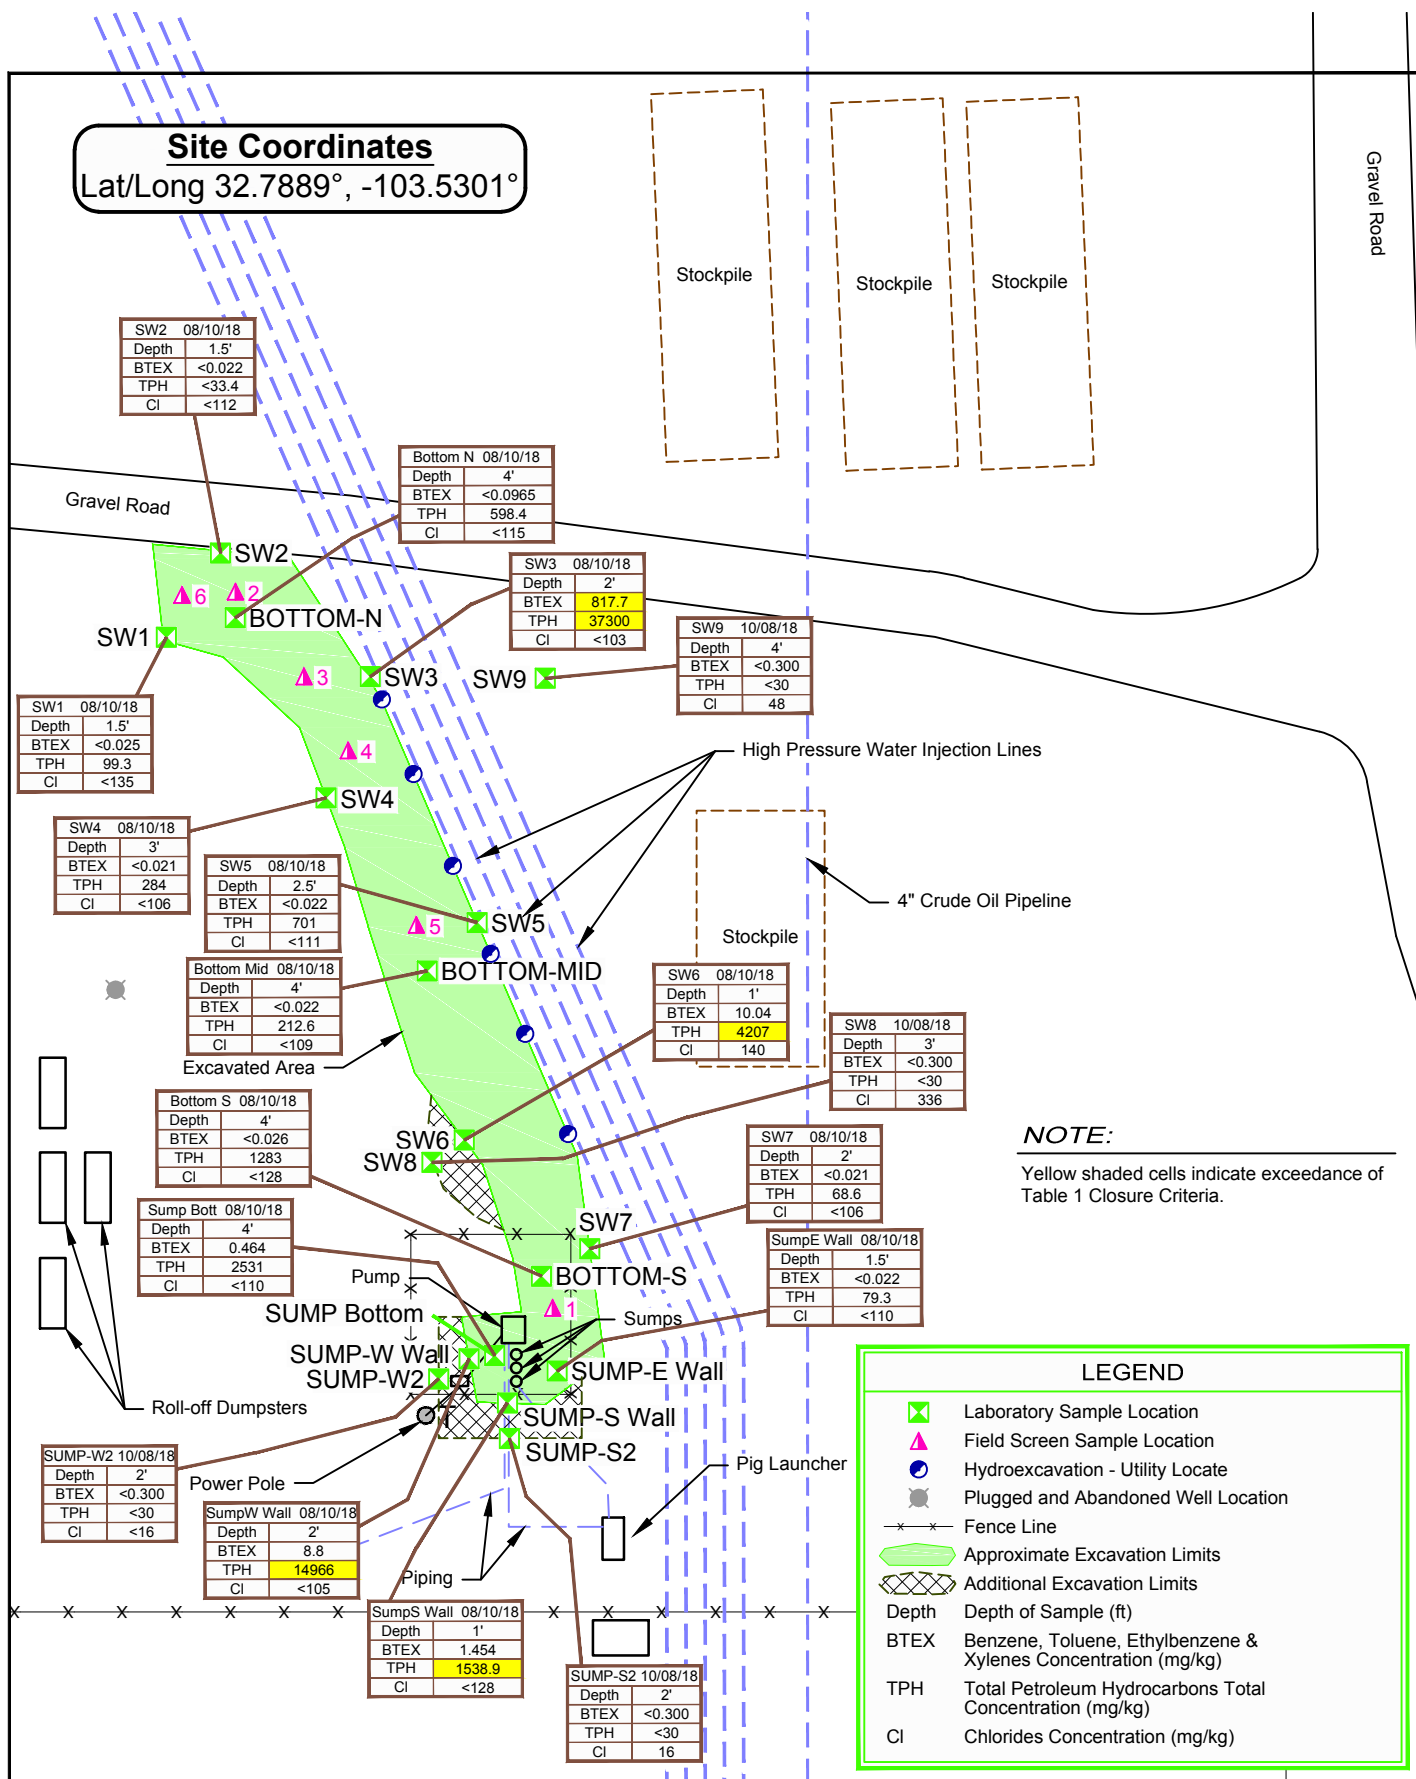 Site Coordinates
Lat/Long 32.7889°, -103.5301°
Gravel Road
Stockpile
Stockpile
Stockpile
SW2 08/10/18
Depth 1.5'
BTEX <0.022
TPH <33.4
Cl <112
Bottom N 08/10/18
Depth 4'
BTEX <0.0965
TPH 598.4
Cl <115
Gravel Road
SW2
SW3 08/10/18
Depth 2'
BTEX 817.7
TPH 37300
Cl <103
6
2
BOTTOM-N
SW1
SW9 10/08/18
Depth 4'
BTEX <0.300
TPH <30
Cl 48
3
SW3
SW9
SW1 08/10/18
Depth 1.5'
BTEX <0.025
TPH 99.3
Cl <135
4
High Pressure Water Injection Lines
SW4
SW4 08/10/18
Depth 3'
BTEX <0.021
TPH 284
Cl <106
SW5 08/10/18
Depth 2.5'
BTEX <0.022
TPH 701
Cl <111
4" Crude Oil Pipeline
5
SW5
Stockpile
Bottom Mid 08/10/18
Depth 4'
BTEX <0.022
TPH 212.6
Cl <109
BOTTOM-MID
SW6 08/10/18
Depth 1'
BTEX 10.04
TPH 4207
Cl 140
SW8 10/08/18
Depth 3'
BTEX <0.300
TPH <30
Cl 336
Excavated Area
Bottom S 08/10/18
Depth 4'
BTEX <0.026
TPH 1283
Cl <128
SW6
SW8
NOTE:
Yellow shaded cells indicate exceedance of
Table 1 Closure Criteria.
SW7 08/10/18
Depth 2'
BTEX <0.021
TPH 68.6
Cl <106
Sump Bott 08/10/18
Depth 4'
BTEX 0.464
TPH 2531
Cl <110
SW7
SumpE Wall 08/10/18
Depth 1.5'
BTEX <0.022
TPH 79.3
Cl <110
Pump
BOTTOM-S
SUMP Bottom
1
Sumps
SUMP-W Wall
SUMP-W2
SUMP-E Wall
Roll-off Dumpsters
SUMP-S Wall
SUMP-S2
SUMP-W2 10/08/18
Depth 2'
BTEX <0.300
TPH <30
Cl <16
Power Pole
Pig Launcher
SumpW Wall 08/10/18
Depth 2'
BTEX 8.8
TPH 14966
Cl <105
Piping
SumpS Wall 08/10/18
Depth 1'
BTEX 1.454
TPH 1538.9
Cl <128
SUMP-S2 10/08/18
Depth 2'
BTEX <0.300
TPH <30
Cl 16
LEGEND
Laboratory Sample Location
Field Screen Sample Location
Hydroexcavation - Utility Locate
Plugged and Abandoned Well Location
Fence Line
Approximate Excavation Limits
Additional Excavation Limits
Depth Depth of Sample (ft)
BTEX Benzene, Toluene, Ethylbenzene &
Xylenes Concentration (mg/kg)
TPH Total Petroleum Hydrocarbons Total
Concentration (mg/kg)
Cl Chlorides Concentration (mg/kg)